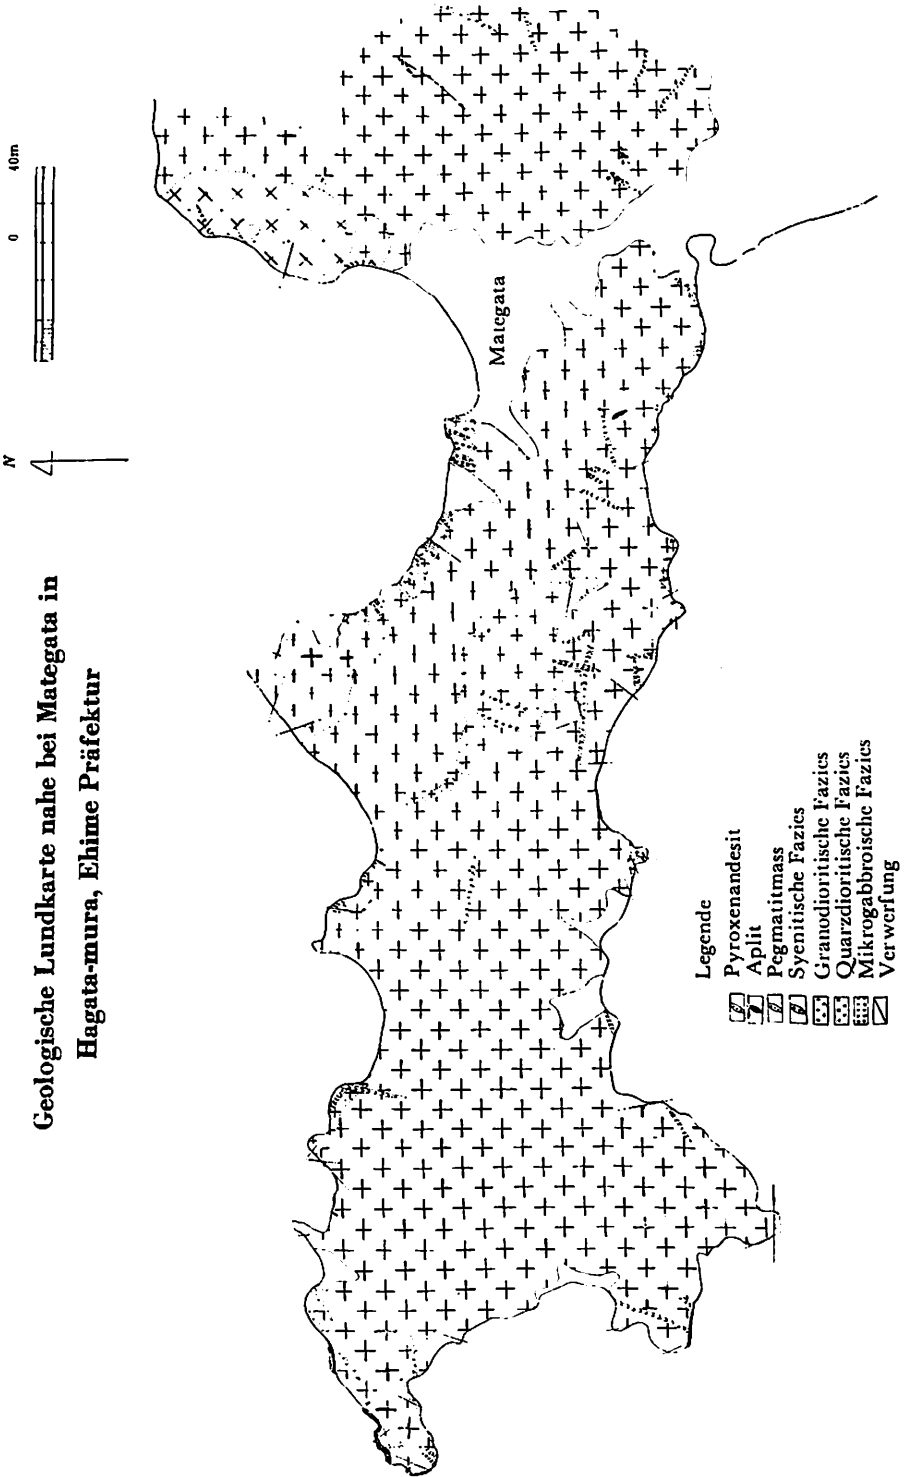 Geologische Lundkarte nahe bei Mategata in
Hagata-mura, Ehime Präfektur
N
0 40m
Mategata
Legende
Pyroxenandesit
Aplit
Pegmatitmass
Syenitische Fazies
Granodioritische Fazies
Quarzdioritische Fazies
Mikrogabbroische Fazies
Verwerfung